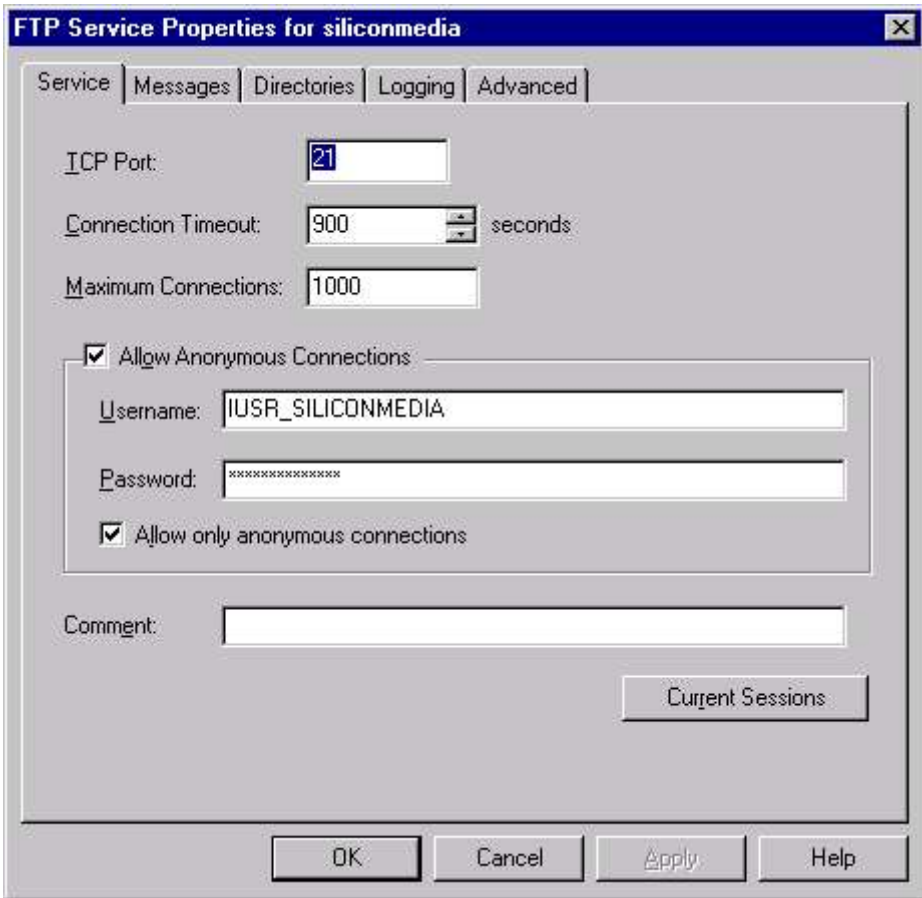 FTP Service Properties for siliconmedia
Service Messages Directories Logging Advanced
TCP Port: 21
Connection Timeout: 900 seconds
Maximum Connections: 1000
Allow Anonymous Connections
Username: IUSR_SILICONMEDIA
Password: **************
Allow only anonymous connections
Comment:
Current Sessions
OK Cancel Apply Help